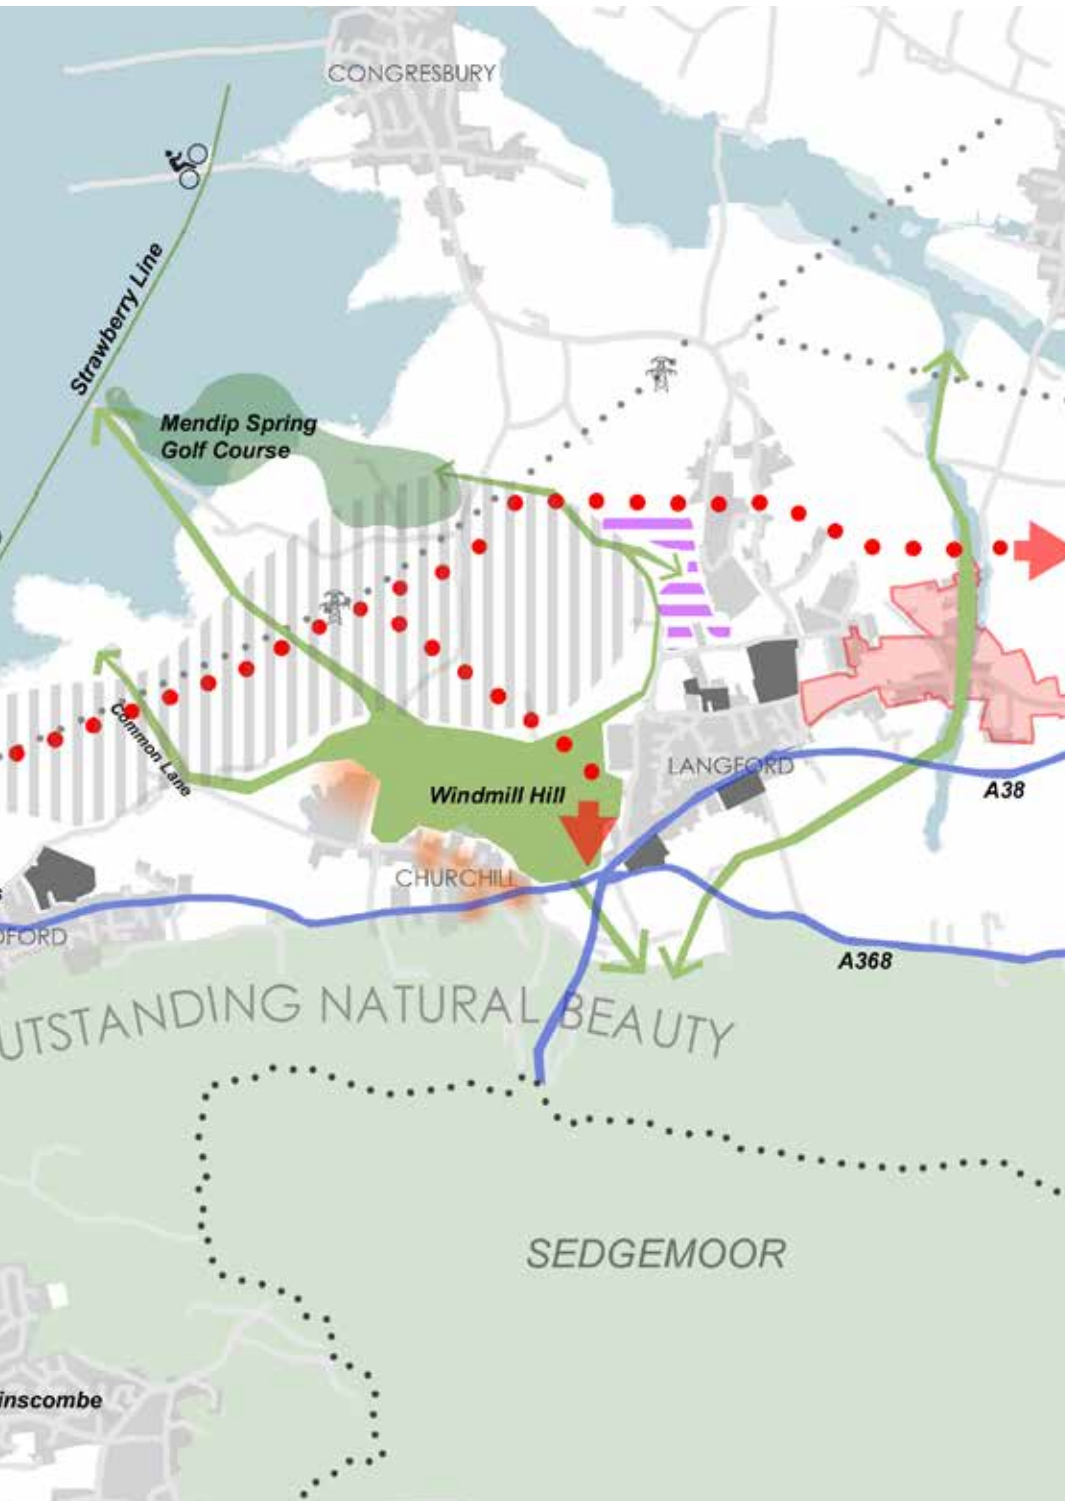 CONGRESBURY
Strawberry Line
Mendip Spring
Golf Course
Common Lane
LANGFORD
A38
Windmill Hill
CHURCHILL
DFORD
A368
UTSTANDING NATURAL BEAUTY
SEDGEMOOR
inscombe